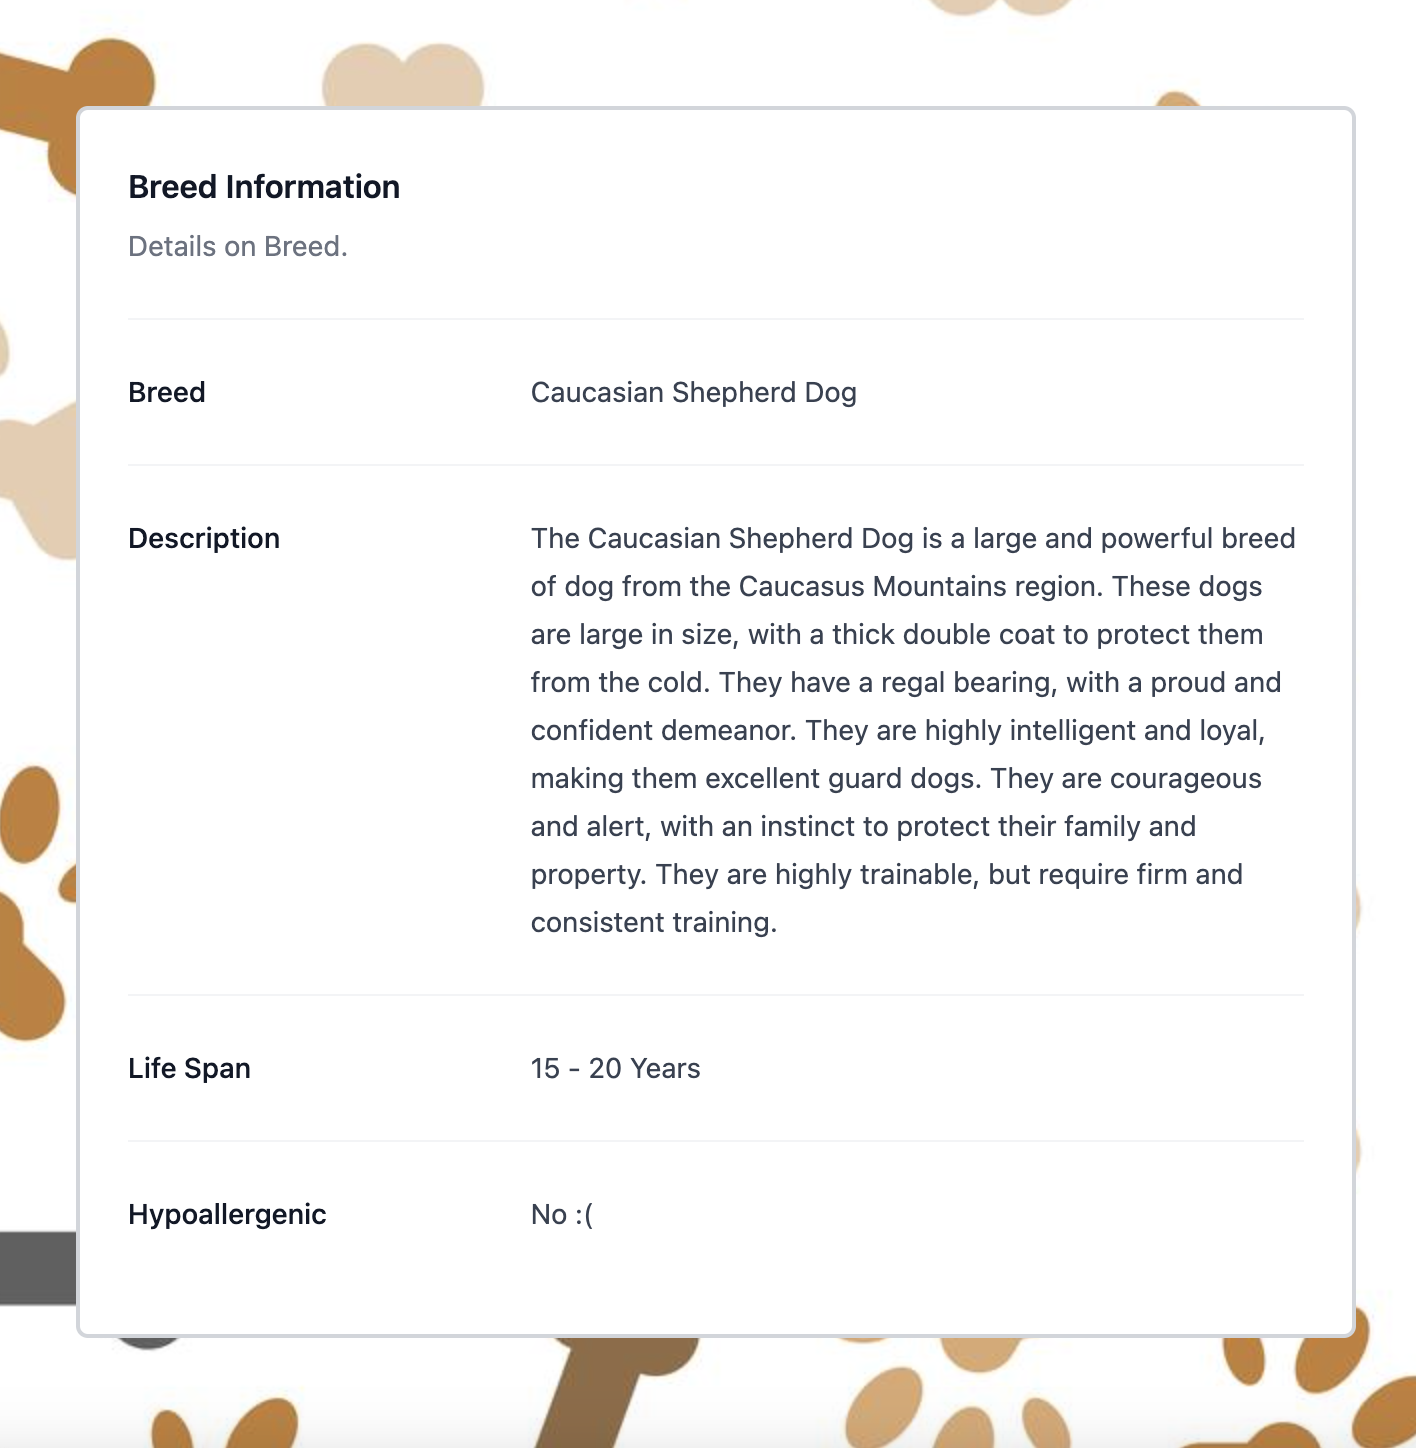 Breed Information
Details on Breed.
Breed
Caucasian Shepherd Dog
Description
The Caucasian Shepherd Dog is a large and powerful breed
of dog from the Caucasus Mountains region. These dogs
are large in size, with a thick double coat to protect them
from the cold. They have a regal bearing, with a proud and
confident demeanor. They are highly intelligent and loyal,
making them excellent guard dogs. They are courageous
and alert, with an instinct to protect their family and
property. They are highly trainable, but require firm and
consistent training.
Life Span
15 - 20 Years
Hypoallergenic
No :(